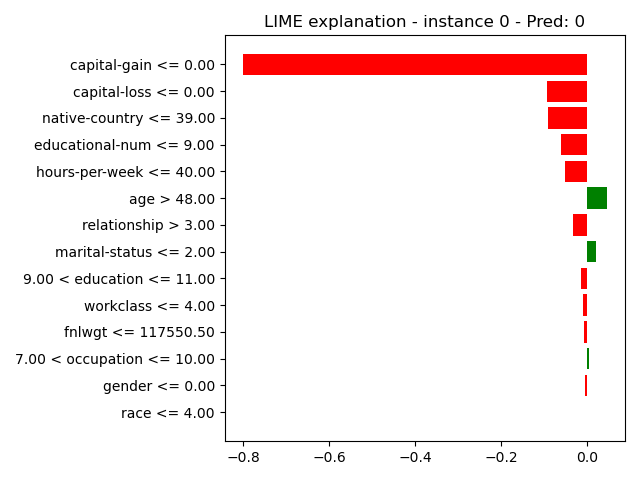 LIME explanation - instance 0 - Pred: 0
capital-gain <= 0.00
capital-loss <= 0.00
native-country <= 39.00
educational-num <= 9.00
hours-per-week <= 40.00
age > 48.00
relationship > 3.00
marital-status <= 2.00
9.00 < education <= 11.00
workclass <= 4.00
fnlwgt <= 117550.50
7.00 < occupation <= 10.00
gender <= 0.00
race <= 4.00
−0.8 −0.6 −0.4 −0.2 0.0